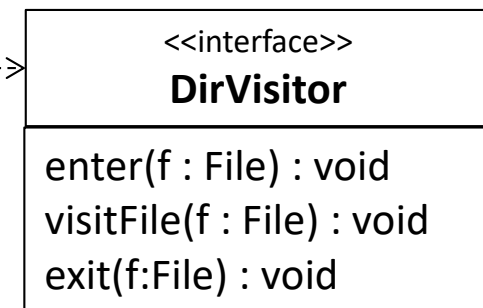 <<interface>>
DirVisitor
enter(f : File) : void
visitFile(f : File) : void
exit(f:File) : void